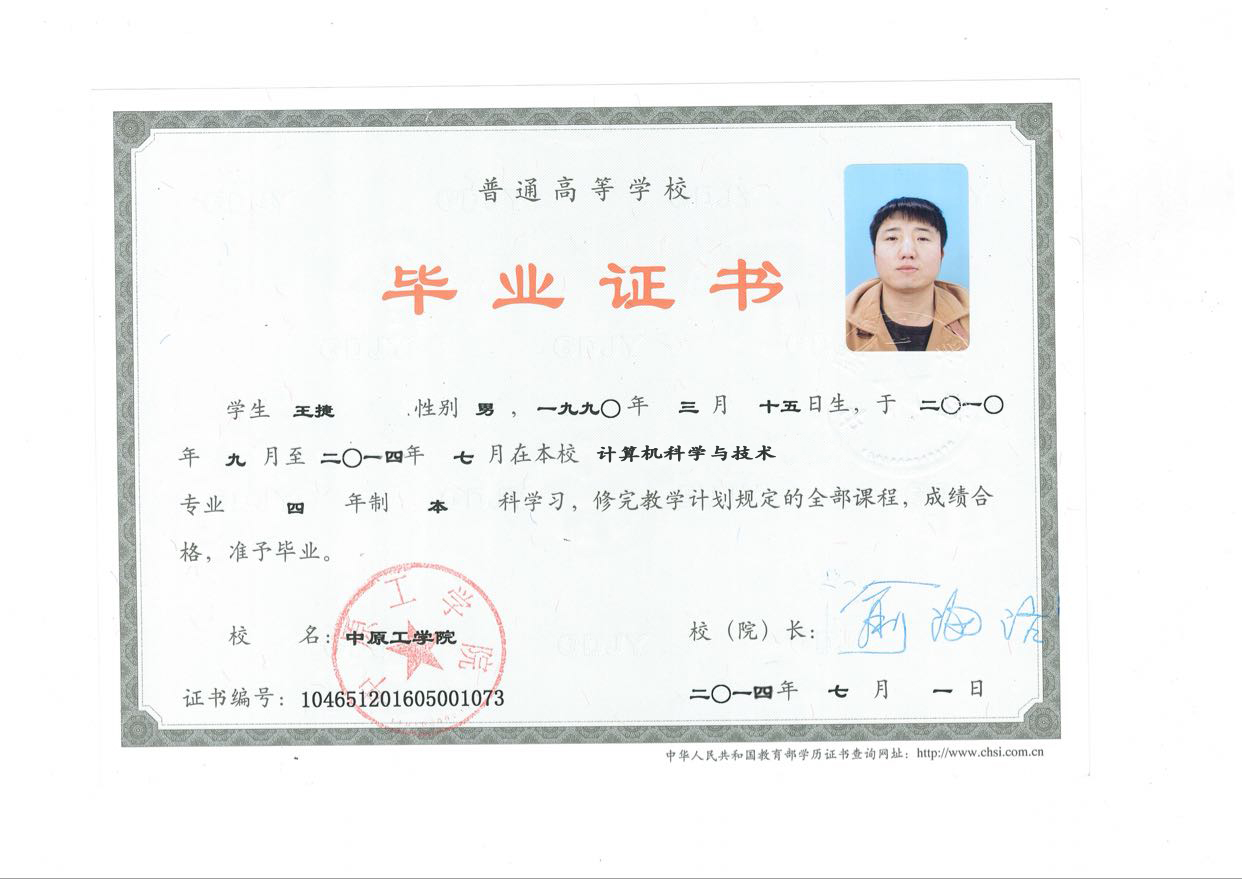 普通高等学校
毕业证书
学生 王捷 性别 男 ，一九九〇年 三 月 十五日生，于 二〇一〇
年 九 月至 二〇一四年 七 月在本校 计算机科学与技术
专业 四 年制 本 科学习，修完教学计划规定的全部课程，成绩合
格，准予毕业。
校 名：中原工学院
校（院）长：
证书编号：104651201605001073
二〇一四年 七 月 一 日
中原工学院
中华人民共和国教育部学历证书查询网址：http://www.chsi.com.cn